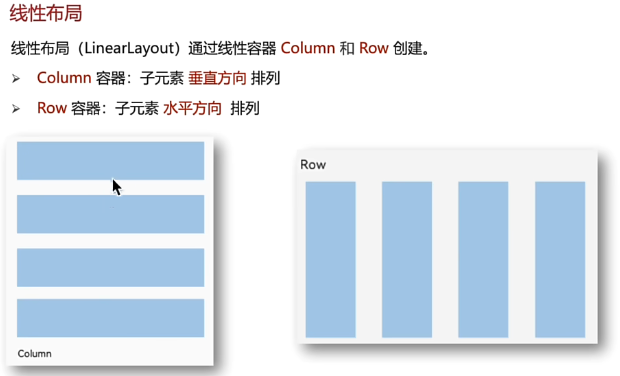 线性布局
线性布局（LinearLayout）通过线性容器 Column 和 Row 创建。
➢ Column 容器：子元素 垂直方向 排列
➢ Row 容器：子元素 水平方向 排列
Row
Column